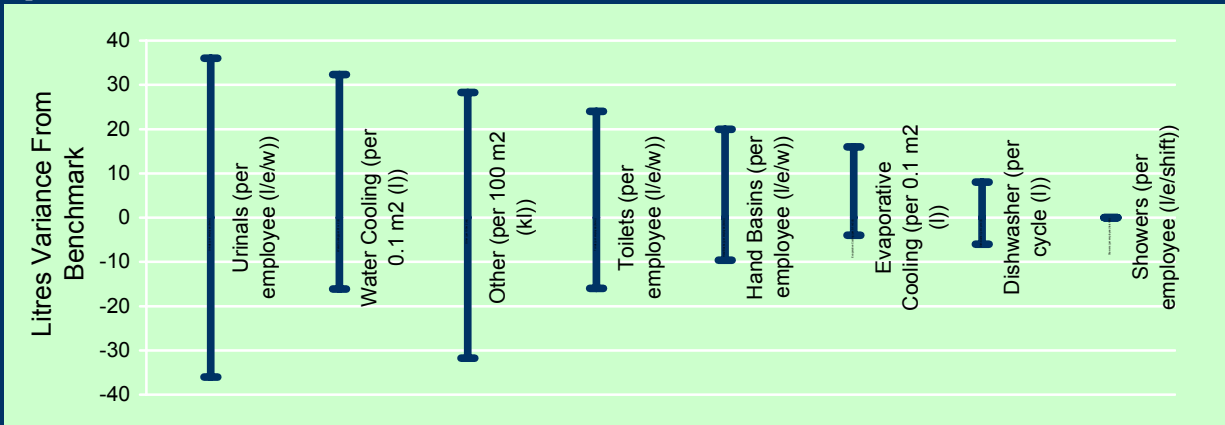 Litres Variance From
Benchmark
40
30
20
10
0
-10
-20
-30
-40
Urinals (per
employee (l/e/w))
Water Cooling (per
0.1 m2 (l))
Other (per 100 m2
(kl))
Toilets (per
employee (l/e/w))
Hand Basins (per
employee (l/e/w))
Evaporative
Cooling (per 0.1 m2
(l))
Dishwasher (per
cycle (l))
Showers (per
employee (l/e/shift))